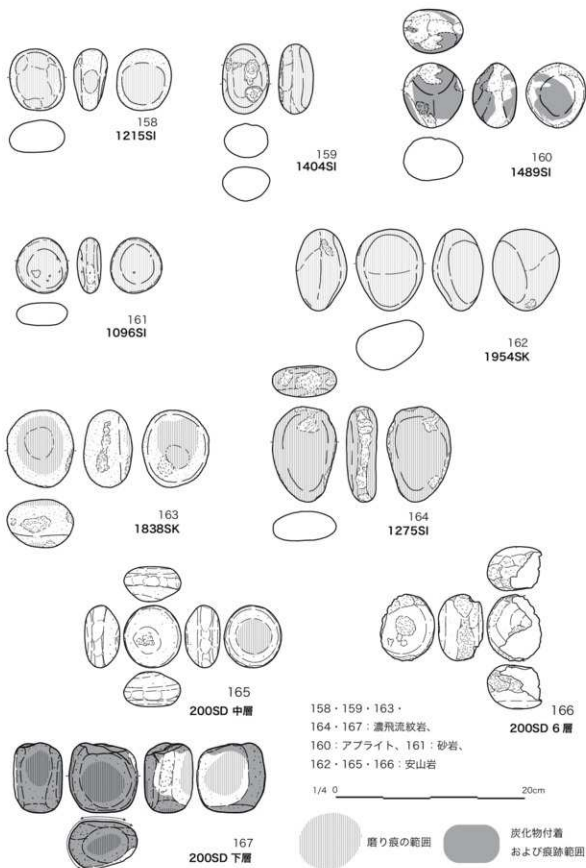 158
1215SI
159
1404SI
160
1489SI
161
1096SI
162
1954SK
163
1838SK
164
1275SI
165
200SD 中層
166
200SD 6層
167
200SD 下層
158・159・163・
164・167：濃飛流紋岩、
160：アプライト、161：砂岩、
162・165・166：安山岩
1/4 0 20cm
磨り痕の範囲
炭化物付着
および痕跡範囲